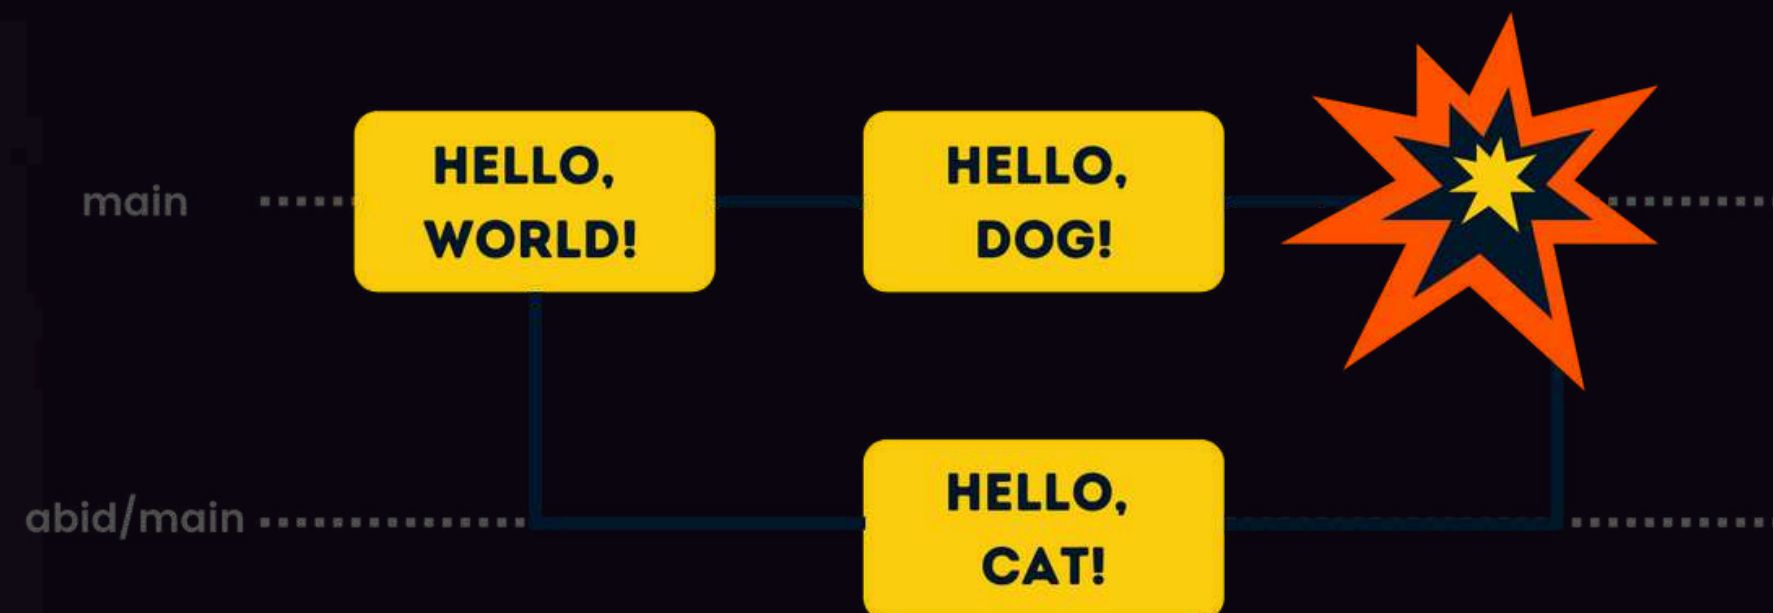 main
HELLO,
WORLD!
HELLO,
DOG!
abid/main
HELLO,
CAT!